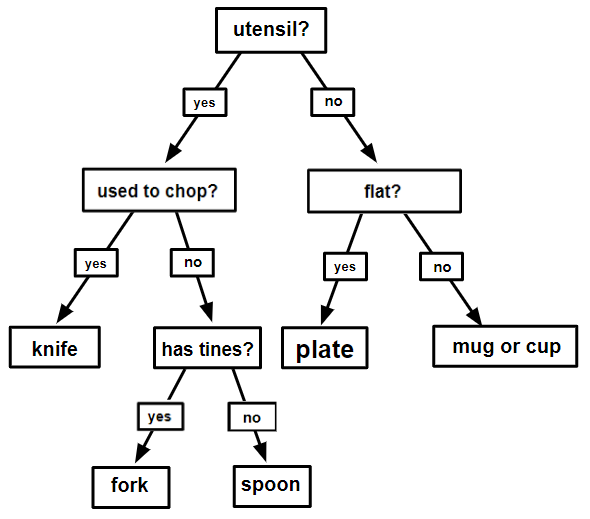 utensil?
yes
no
used to chop?
flat?
yes
no
yes
no
knife
has tines?
plate
mug or cup
yes
no
fork
spoon